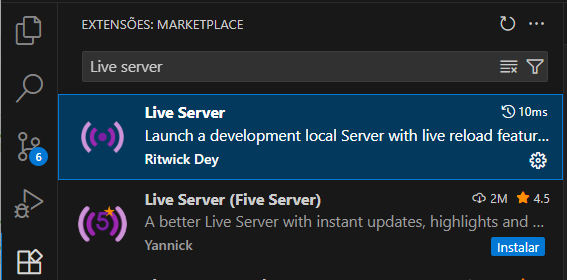 EXTENSÕES: MARKETPLACE
Live server
Live Server
10ms
Launch a development local Server with live reload featur...
Ritwick Dey
6
Live Server (Five Server)
2M
4.5
A better Live Server with instant updates, highlights and ...
Yannick
Instalar
5